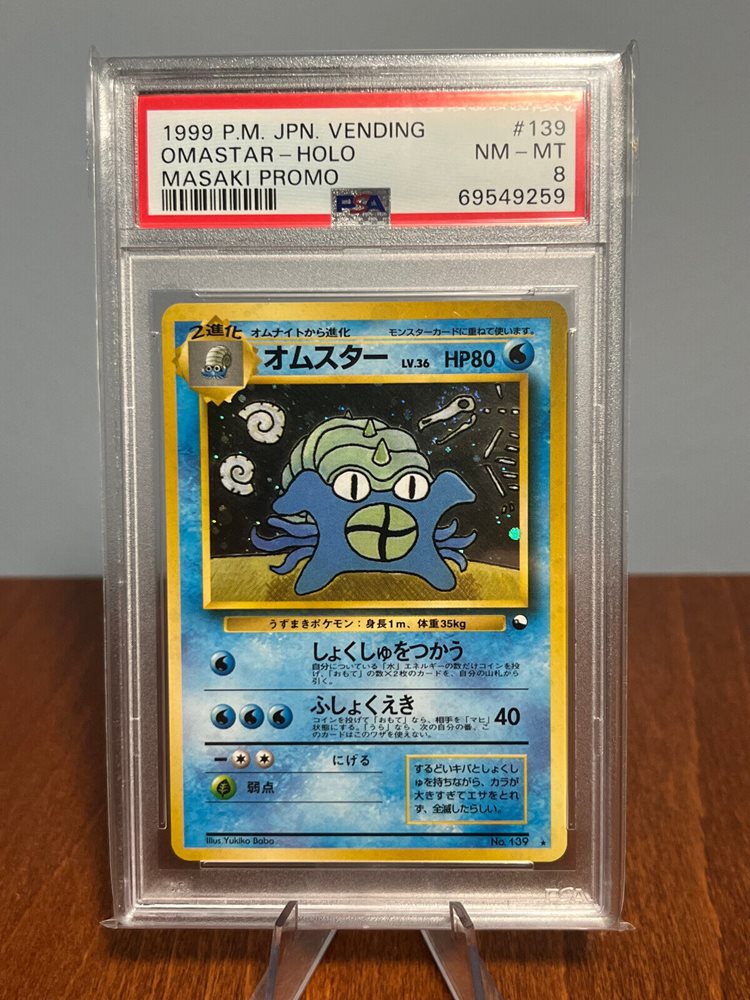 1999 P.M. JPN. VENDING #139
OMASTAR-HOLO NM-MT
MASAKI PROMO 8
PSA 69549259
2進化 オムナイトから進化 モンスターカードに重ねて使います。
オムスター LV.36 HP80
うずまきポケモン：身長1m、体重35kg
しょくしゅをつかう
自分についている「水」エネルギーの数だけコインを投
げ、「おもて」の数×2枚のカードを、自分の山札から
引く。
ふしょくえき 40
コインを投げて「おもて」なら、相手を「マヒ」
状態にする。「うら」なら、次の自分の番、こ
のカードはこのワザを使えない。
にげる
弱点
するどいキバとしょくし
ゅを持ちながら、カラが
大きすぎてエサをとれ
ず、全滅したらしい。
Illus. Yukiko Baba No. 139 ★
PSA